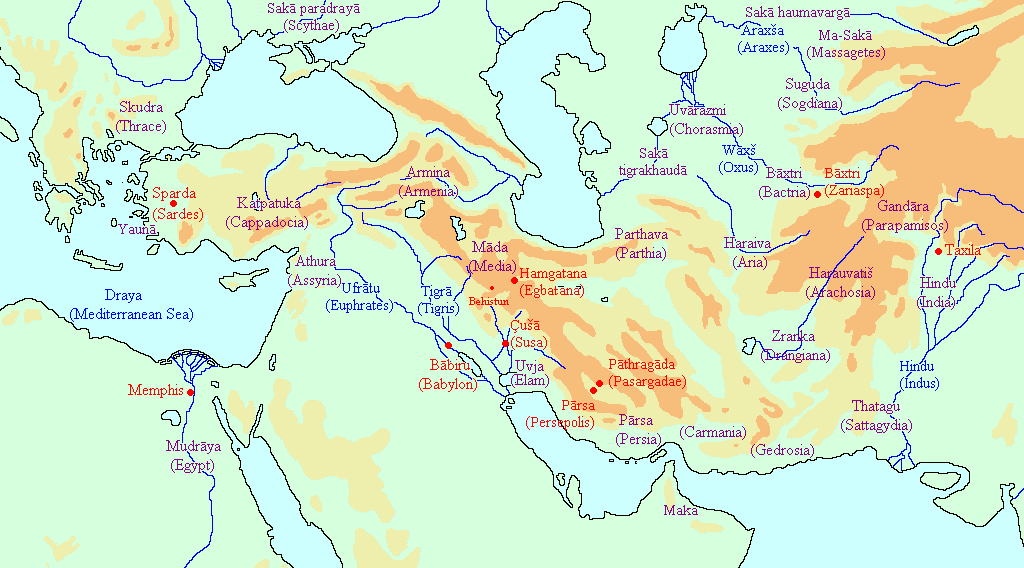 Sakā paradrayā
(Scythae)
Sakā haumavargā
Araxša
(Araxes)
Ma-Sakā
(Massagetes)
Suguda
(Sogdiana)
Skudra
(Thrace)
Uvārazmi
(Chorasmia)
Sakā
tigrakhaudā
Waxš
(Oxus)
Bāxtri
(Bactria)
Bāxtri
(Zariaspa)
Armina
(Armenia)
Sparda
(Sardes)
Katpatuka
(Cappadocia)
Yauna
Gandāra
(Parapamisos)
Parthava
(Parthia)
Haraiva
(Aria)
Taxila
Māda
(Media)
Hamgatana
(Egbatana)
Behistun
Athura
(Assyria)
Ufrātu
(Euphrates)
Tigrā
(Tigris)
Harauvatiš
(Arachosia)
Hindu
(India)
Draya
(Mediterranean Sea)
Çušā
(Susa)
Zranka
(Drangiana)
Bābiru
(Babylon)
Uvja
(Elam)
Pāthragāda
(Pasargadae)
Hindu
(Indus)
Memphis
Pārsa
(Persepolis)
Pārsa
(Persia)
(Carmania)
(Gedrosia)
Thatagu
(Sattagydia)
Mudrāya
(Egypt)
Maka